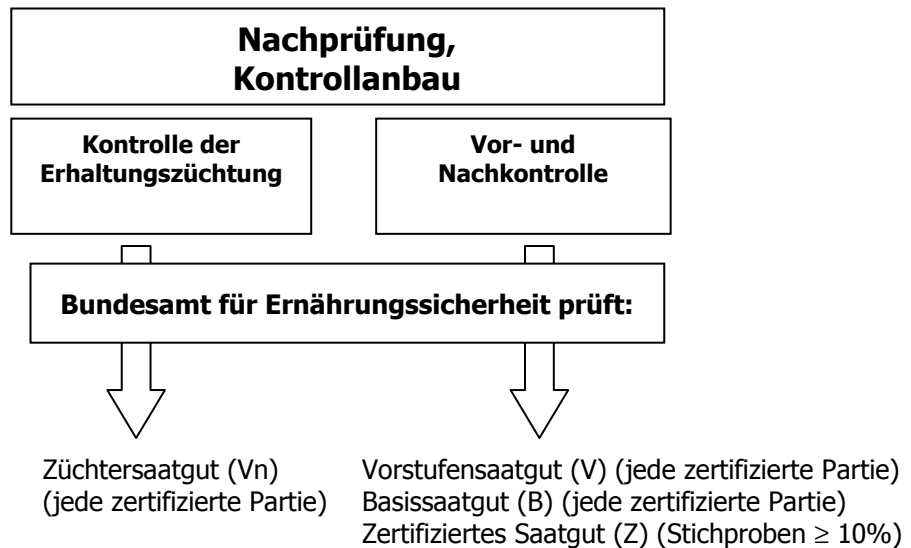 Nachprüfung,
Kontrollanbau
Kontrolle der
Erhaltungszüchtung
Vor- und
Nachkontrolle
Bundesamt für Ernährungssicherheit prüft:
Züchtersaatgut (Vn)
(jede zertifizierte Partie)
Vorstufensaatgut (V) (jede zertifizierte Partie)
Basissaatgut (B) (jede zertifizierte Partie)
Zertifiziertes Saatgut (Z) (Stichproben ≥ 10%)